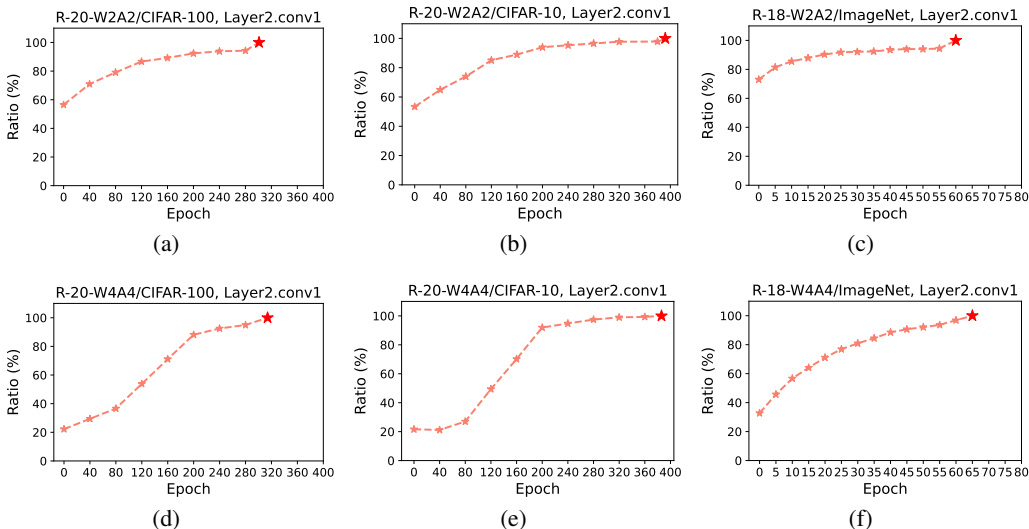 R-20-W2A2/CIFAR-100, Layer2.conv1
Ratio (%)
100
80
60
40
20
0
0 40 80 120 160 200 240 280 320 360 400
Epoch
(a)
R-20-W2A2/CIFAR-10, Layer2.conv1
Ratio (%)
100
80
60
40
20
0
0 40 80 120 160 200 240 280 320 360 400
Epoch
(b)
R-18-W2A2/ImageNet, Layer2.conv1
Ratio (%)
100
80
60
40
20
0
0 5 10 15 20 25 30 35 40 45 50 55 60 65 70 75 80
Epoch
(c)
R-20-W4A4/CIFAR-100, Layer2.conv1
Ratio (%)
100
80
60
40
20
0
0 40 80 120 160 200 240 280 320 360 400
Epoch
(d)
R-20-W4A4/CIFAR-10, Layer2.conv1
Ratio (%)
100
80
60
40
20
0
0 40 80 120 160 200 240 280 320 360 400
Epoch
(e)
R-18-W4A4/ImageNet, Layer2.conv1
Ratio (%)
100
80
60
40
20
0
0 5 10 15 20 25 30 35 40 45 50 55 60 65 70 75 80
Epoch
(f)